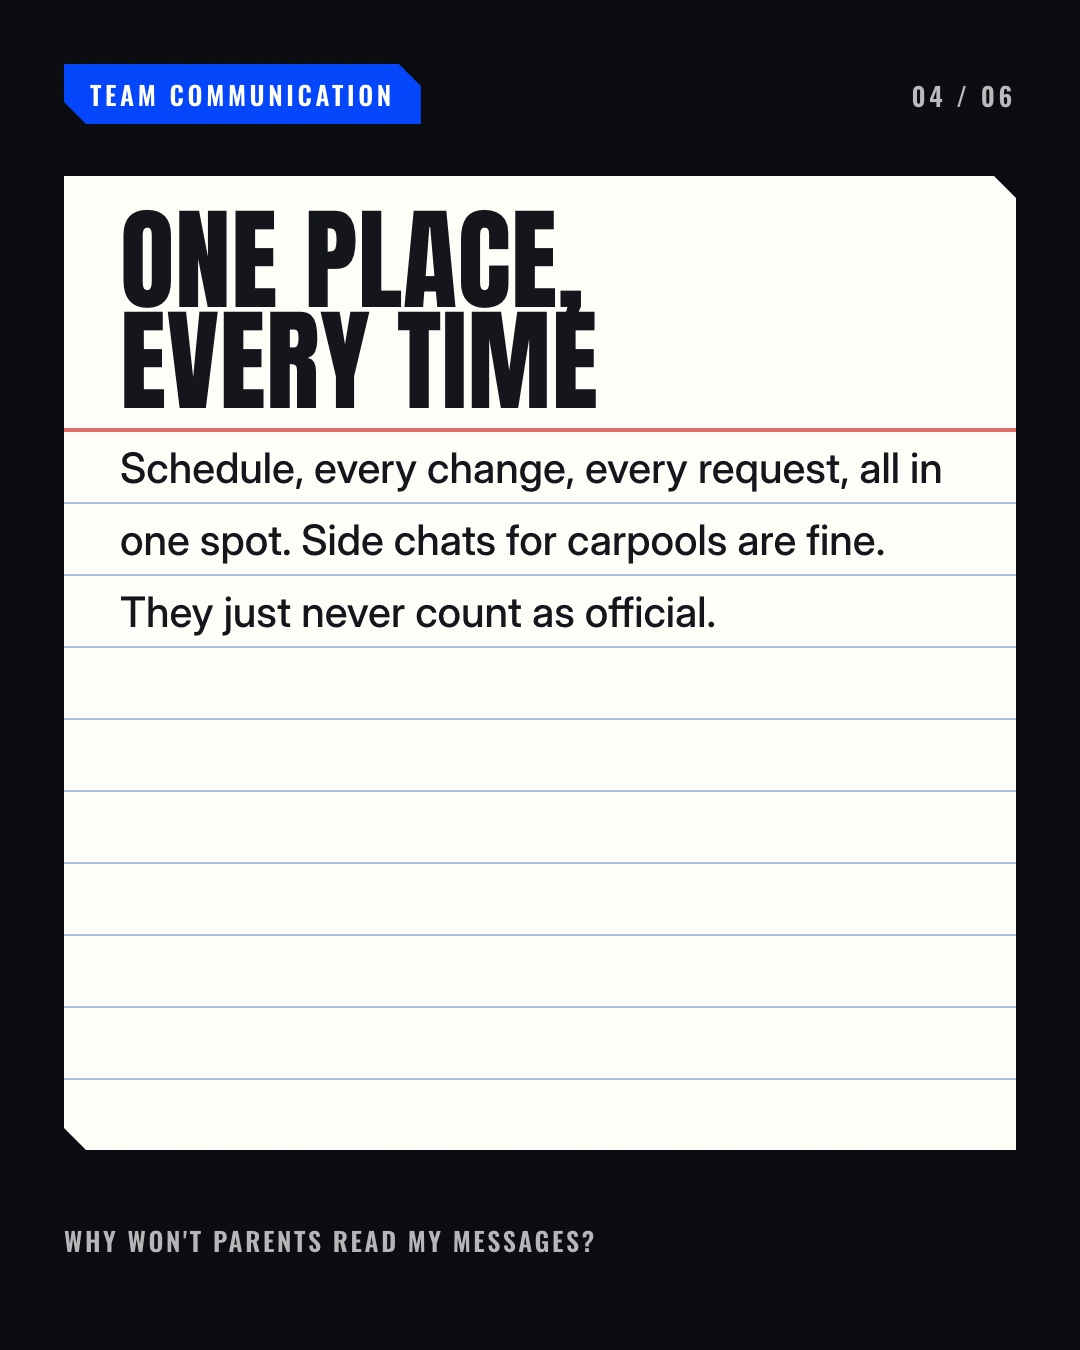 TEAM COMMUNICATION
04 / 06
ONE PLACE,
EVERY TIME
Schedule, every change, every request, all in
one spot. Side chats for carpools are fine.
They just never count as official.
WHY WON'T PARENTS READ MY MESSAGES?